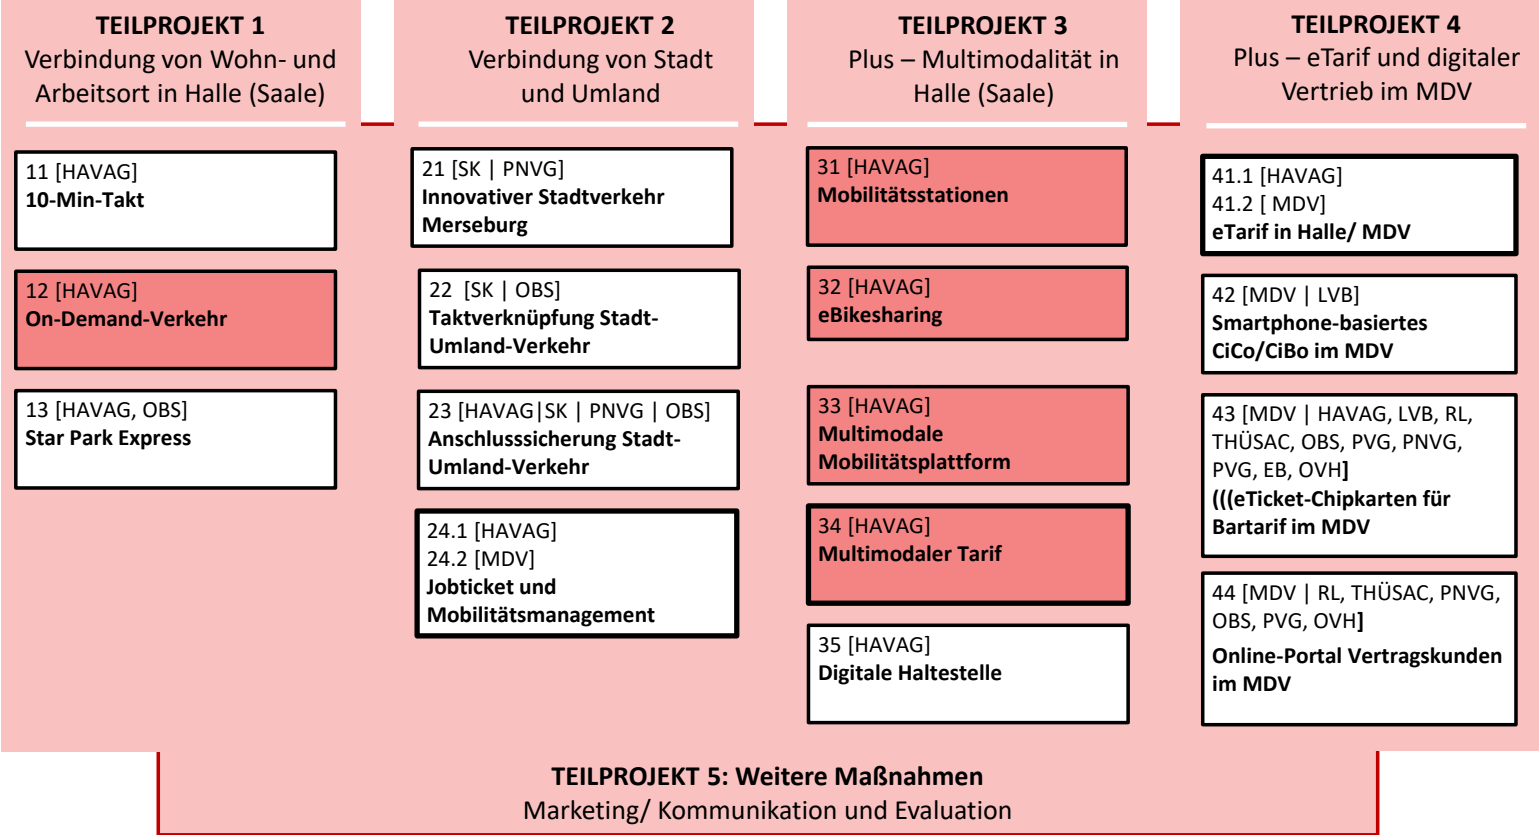 TEILPROJEKT 1
Verbindung von Wohn- und
Arbeitsort in Halle (Saale)
11 [HAVAG]
10-Min-Takt
12 [HAVAG]
On-Demand-Verkehr
13 [HAVAG, OBS]
Star Park Express
TEILPROJEKT 2
Verbindung von Stadt
und Umland
21 [SK | PNVG]
Innovativer Stadtverkehr
Merseburg
22 [SK | OBS]
Taktverknüpfung Stadt-
Umland-Verkehr
23 [HAVAG|SK | PNVG | OBS]
Anschlusssicherung Stadt-
Umland-Verkehr
24.1 [HAVAG]
24.2 [MDV]
Jobticket und
Mobilitätsmanagement
TEILPROJEKT 3
Plus – Multimodalität in
Halle (Saale)
31 [HAVAG]
Mobilitätsstationen
32 [HAVAG]
eBikesharing
33 [HAVAG]
Multimodale
Mobilitätsplattform
34 [HAVAG]
Multimodaler Tarif
35 [HAVAG]
Digitale Haltestelle
TEILPROJEKT 4
Plus – eTarif und digitaler
Vertrieb im MDV
41.1 [HAVAG]
41.2 [ MDV]
eTarif in Halle/ MDV
42 [MDV | LVB]
Smartphone-basiertes
CiCo/CiBo im MDV
43 [MDV | HAVAG, LVB, RL,
THÜSAC, OBS, PVG, PNVG,
PVG, EB, OVH]
(((eTicket-Chipkarten für
Bartarif im MDV
44 [MDV | RL, THÜSAC, PNVG,
OBS, PVG, OVH]
Online-Portal Vertragskunden
im MDV
TEILPROJEKT 5: Weitere Maßnahmen
Marketing/ Kommunikation und Evaluation